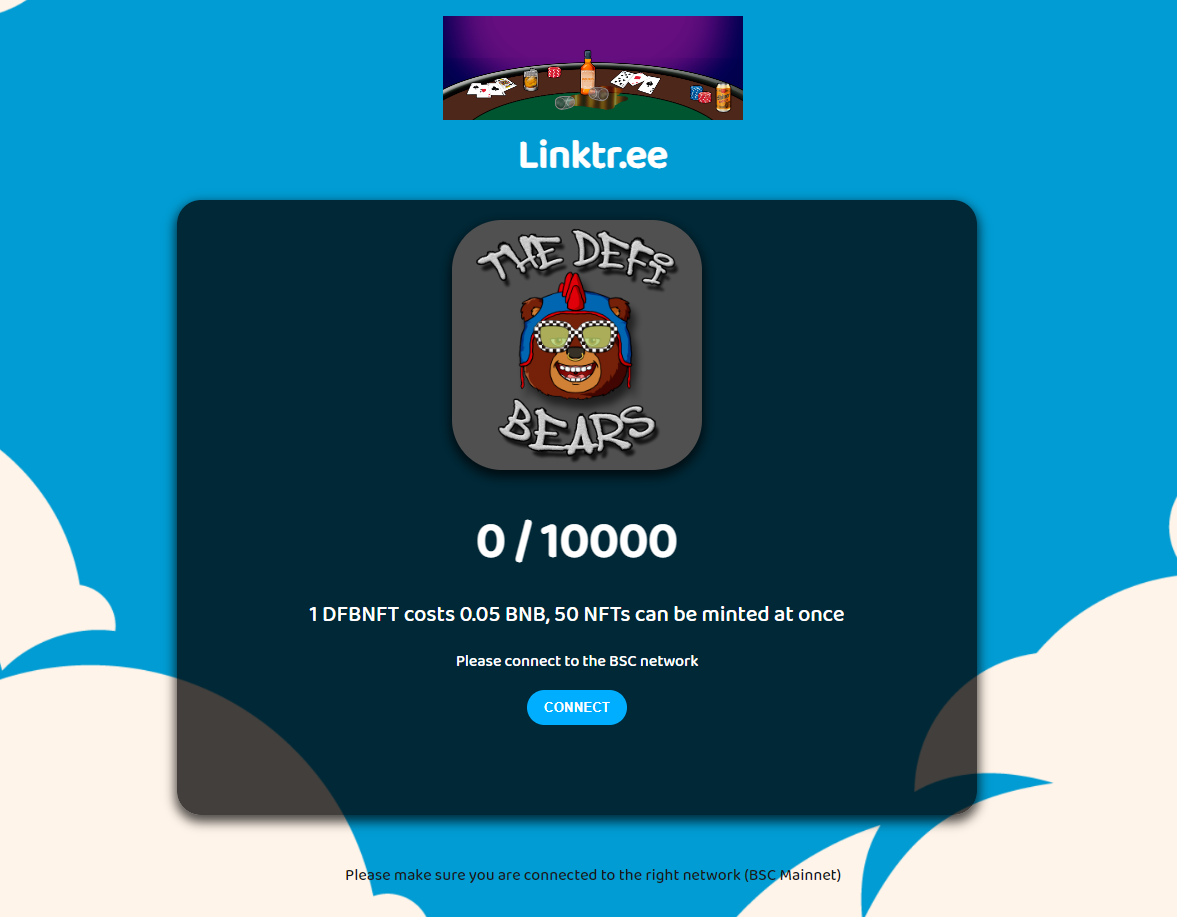 Linktr.ee
THE DEFi
BEARS
0 / 10000
1 DFBNFT costs 0.05 BNB, 50 NFTs can be minted at once
Please connect to the BSC network
CONNECT
Please make sure you are connected to the right network (BSC Mainnet)